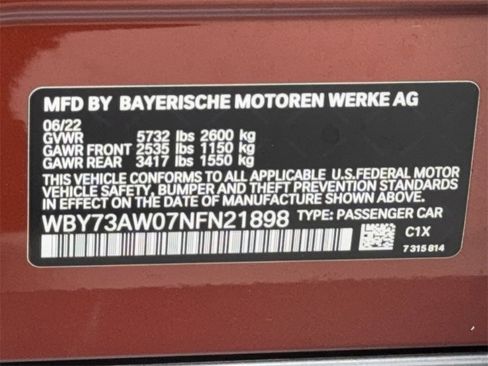 MFD BY BAYERISCHE MOTOREN WERKE AG
06/22
GVWR 5732 lbs 2600 kg
GAWR FRONT 2535 lbs 1150 kg
GAWR REAR 3417 lbs 1550 kg
THIS VEHICLE CONFORMS TO ALL APPLICABLE U.S.FEDERAL MOTOR
VEHICLE SAFETY, BUMPER AND THEFT PREVENTION STANDARDS
IN EFFECT ON THE DATE OF MANUFACTURE SHOWN ABOVE.
WBY73AW07NFN21898 TYPE: PASSENGER CAR
C1X
7 315 814